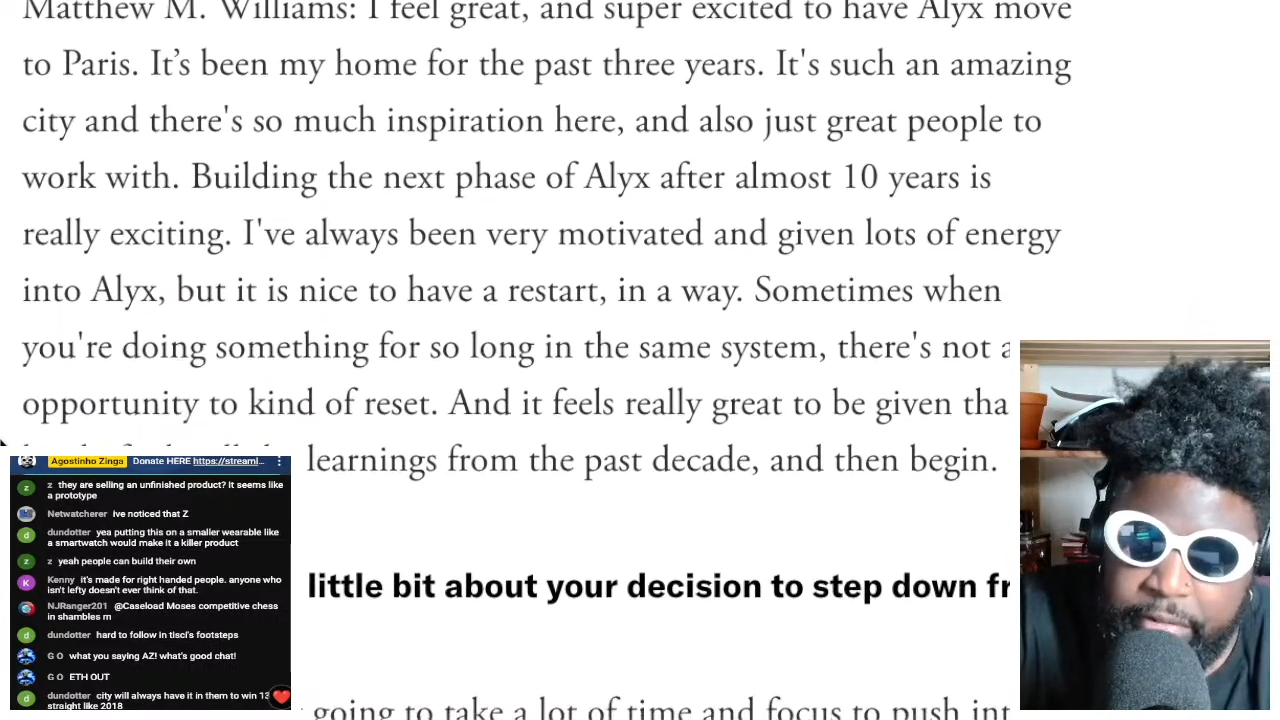 Matthew M. Williams: I feel great, and super excited to have Alyx move
to Paris. It’s been my home for the past three years. It's such an amazing
city and there's so much inspiration here, and also just great people to
work with. Building the next phase of Alyx after almost 10 years is
really exciting. I've always been very motivated and given lots of energy
into Alyx, but it is nice to have a restart, in a way. Sometimes when
you're doing something for so long in the same system, there's not a
opportunity to kind of reset. And it feels really great to be given tha
learnings from the past decade, and then begin.
little bit about your decision to step down fr
going to take a lot of time and focus to push int
Agostinho Zinga Donate HERE https://streaml...
z they are selling an unfinished product? it seems like
a prototype
Netwatcherer ive noticed that Z
dundotter yea putting this on a smaller wearable like
a smartwatch would make it a killer product
z yeah people can build their own
Kenny it's made for right handed people. anyone who
isn't lefty doesn't ever think of that.
NJRanger201 @Caseload Moses competitive chess
in shambles rn
dundotter hard to follow in tisci's footsteps
G O what you saying AZ! what's good chat!
G O ETH OUT
dundotter city will always have it in them to win 13
straight like 2018